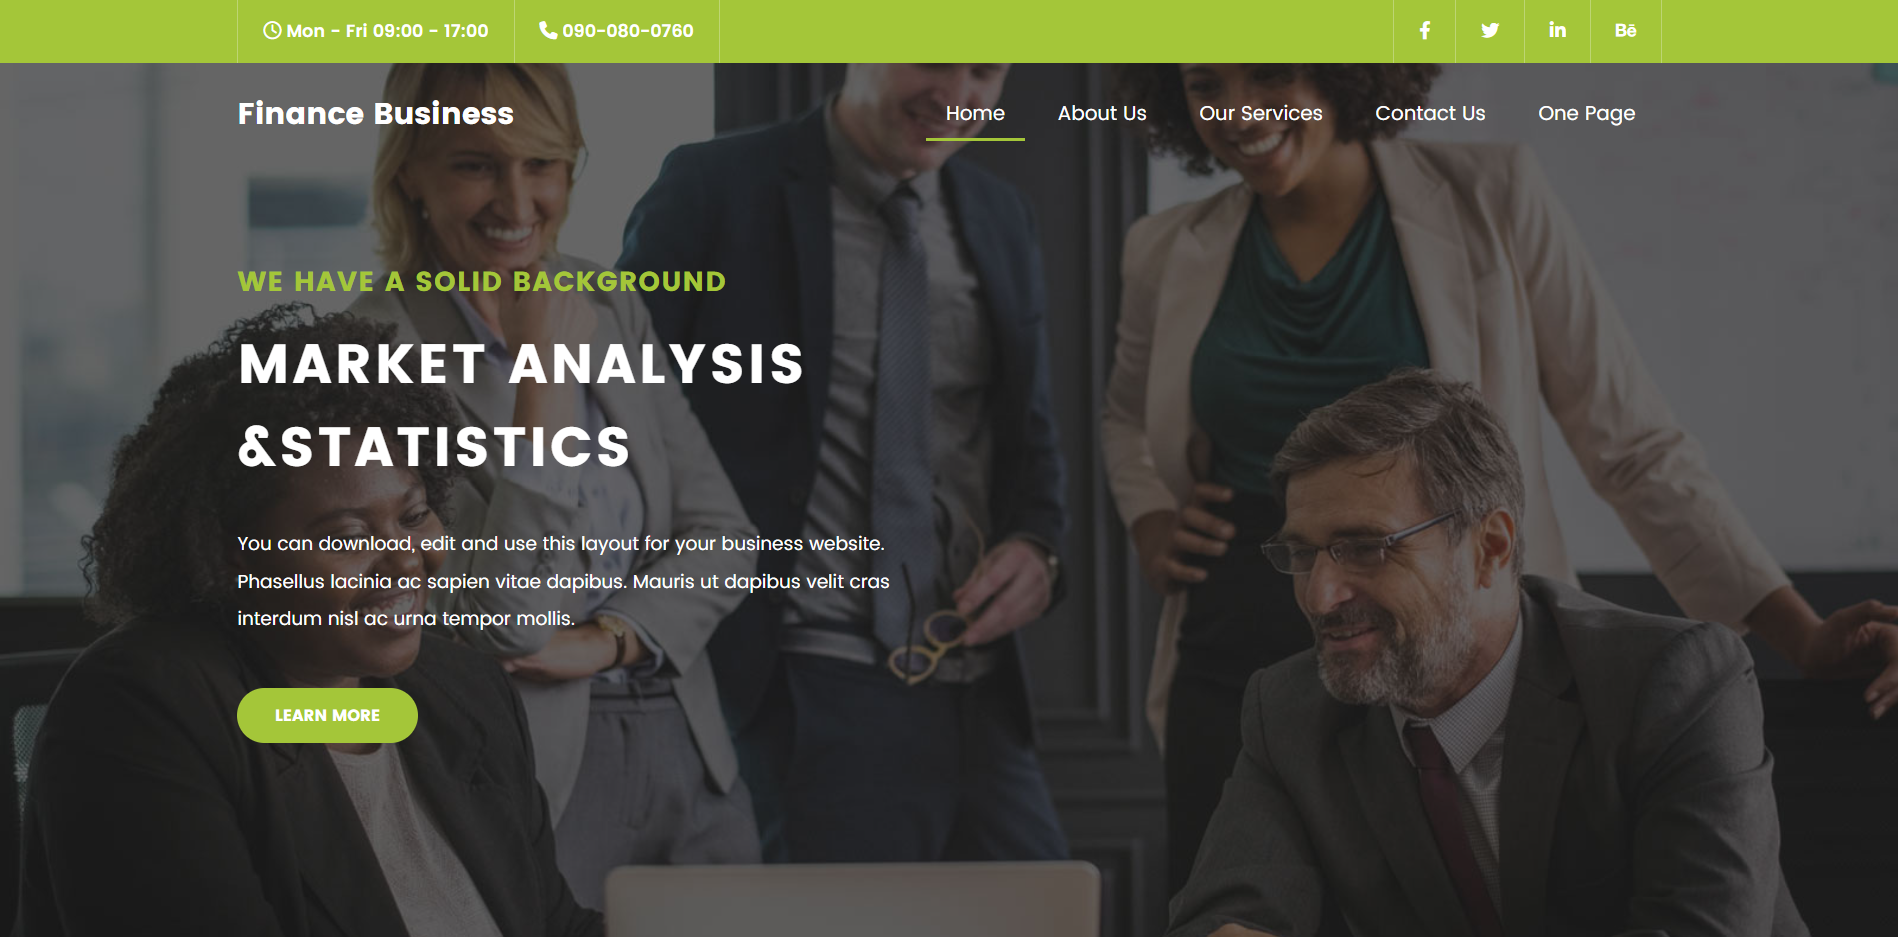 Mon - Fri 09:00 - 17:00
090-080-0760
Bē
Finance Business
Home
About Us
Our Services
Contact Us
One Page
WE HAVE A SOLID BACKGROUND
MARKET ANALYSIS
&STATISTICS
You can download, edit and use this layout for your business website.
Phasellus lacinia ac sapien vitae dapibus. Mauris ut dapibus velit cras
interdum nisl ac urna tempor mollis.
LEARN MORE